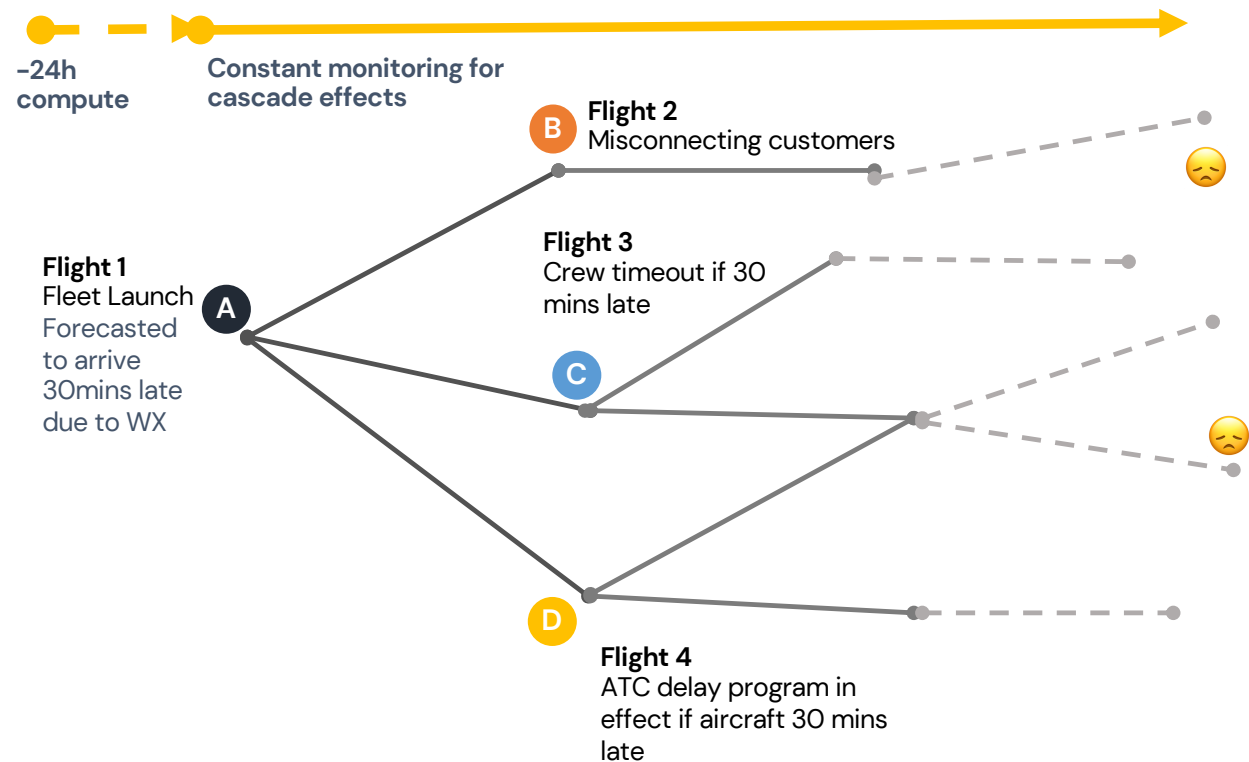 -24h
compute
Constant monitoring for
cascade effects
B
Flight 2
Misconnecting customers
Flight 1
Fleet Launch
Forecasted
to arrive
30mins late
due to WX
A
Flight 3
Crew timeout if 30
mins late
C
D
Flight 4
ATC delay program in
effect if aircraft 30 mins
late